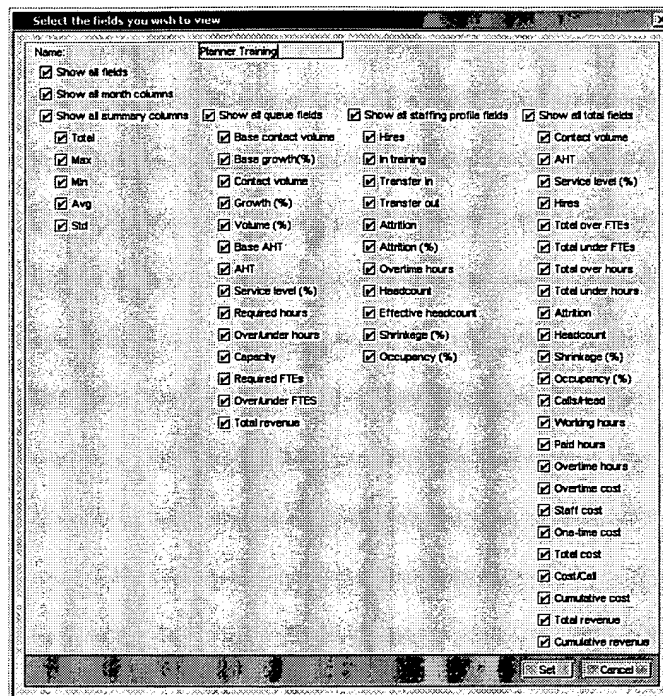 Select the fields you wish to view
Name: Planner Training
Show all fields
Show all month columns
Show all summary columns
Total
Max
Min
Avg
Std
Show all queue fields
Base contact volume
Base growth(%)
Contact volume
Growth (%)
Volume (%)
Base AHT
AHT
Service level (%)
Required hours
Over/under hours
Capacity
Required FTEs
Over/under FTES
Total revenue
Show all staffing profile fields
Hires
In training
Transfer in
Transfer out
Attrition
Attrition (%)
Overtime hours
Headcount
Effective headcount
Shrinkage (%)
Occupancy (%)
Show all total fields
Contact volume
AHT
Service level (%)
Hires
Total over FTEs
Total under FTEs
Total over hours
Total under hours
Attrition
Headcount
Shrinkage (%)
Occupancy (%)
Calls/Head
Working hours
Paid hours
Overtime hours
Overtime cost
Staff cost
One-time cost
Total cost
Cost/Call
Cumulative cost
Total revenue
Cumulative revenue
Set
Cancel